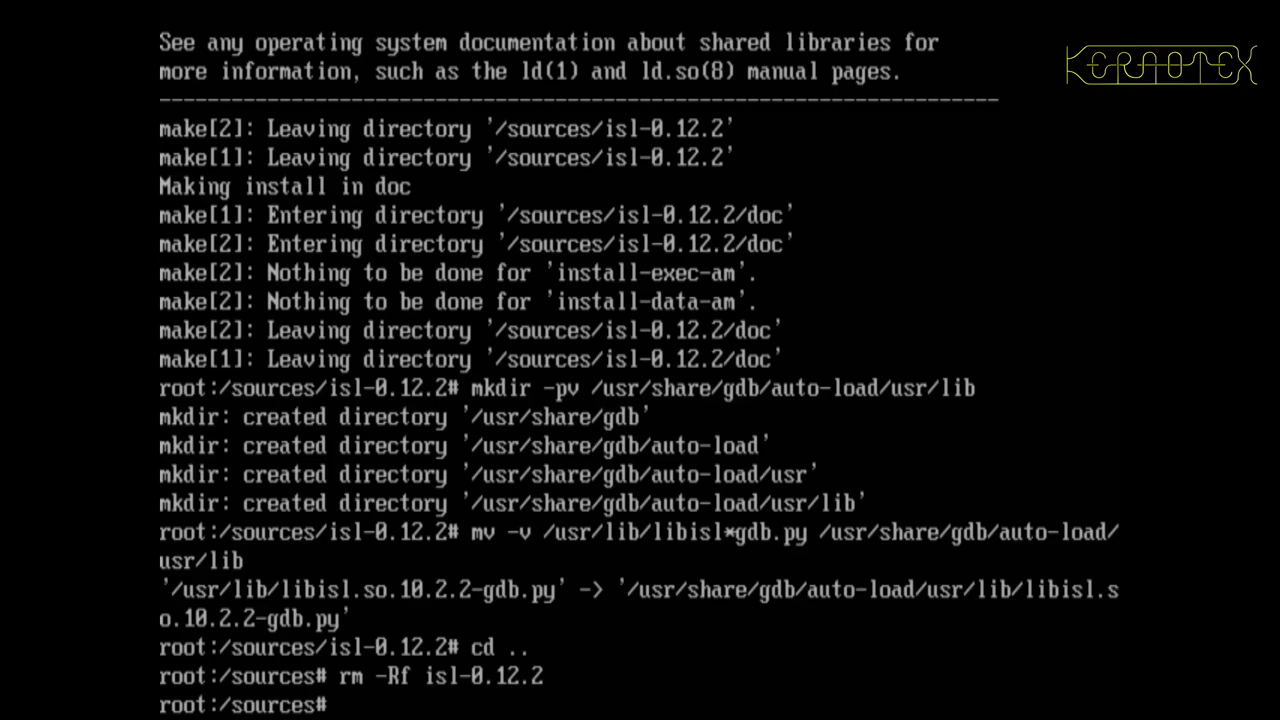 See any operating system documentation about shared libraries for
more information, such as the ld(1) and ld.so(8) manual pages.
----------------------------------------------------------------------
make[2]: Leaving directory '/sources/isl-0.12.2'
make[1]: Leaving directory '/sources/isl-0.12.2'
Making install in doc
make[1]: Entering directory '/sources/isl-0.12.2/doc'
make[2]: Entering directory '/sources/isl-0.12.2/doc'
make[2]: Nothing to be done for 'install-exec-am'.
make[2]: Nothing to be done for 'install-data-am'.
make[2]: Leaving directory '/sources/isl-0.12.2/doc'
make[1]: Leaving directory '/sources/isl-0.12.2/doc'
root:/sources/isl-0.12.2# mkdir -pv /usr/share/gdb/auto-load/usr/lib
mkdir: created directory '/usr/share/gdb'
mkdir: created directory '/usr/share/gdb/auto-load'
mkdir: created directory '/usr/share/gdb/auto-load/usr'
mkdir: created directory '/usr/share/gdb/auto-load/usr/lib'
root:/sources/isl-0.12.2# mv -v /usr/lib/libisl*gdb.py /usr/share/gdb/auto-load/
usr/lib
'/usr/lib/libisl.so.10.2.2-gdb.py' -> '/usr/share/gdb/auto-load/usr/lib/libisl.s
o.10.2.2-gdb.py'
root:/sources/isl-0.12.2# cd ..
root:/sources# rm -Rf isl-0.12.2
root:/sources#
KERNOTEX